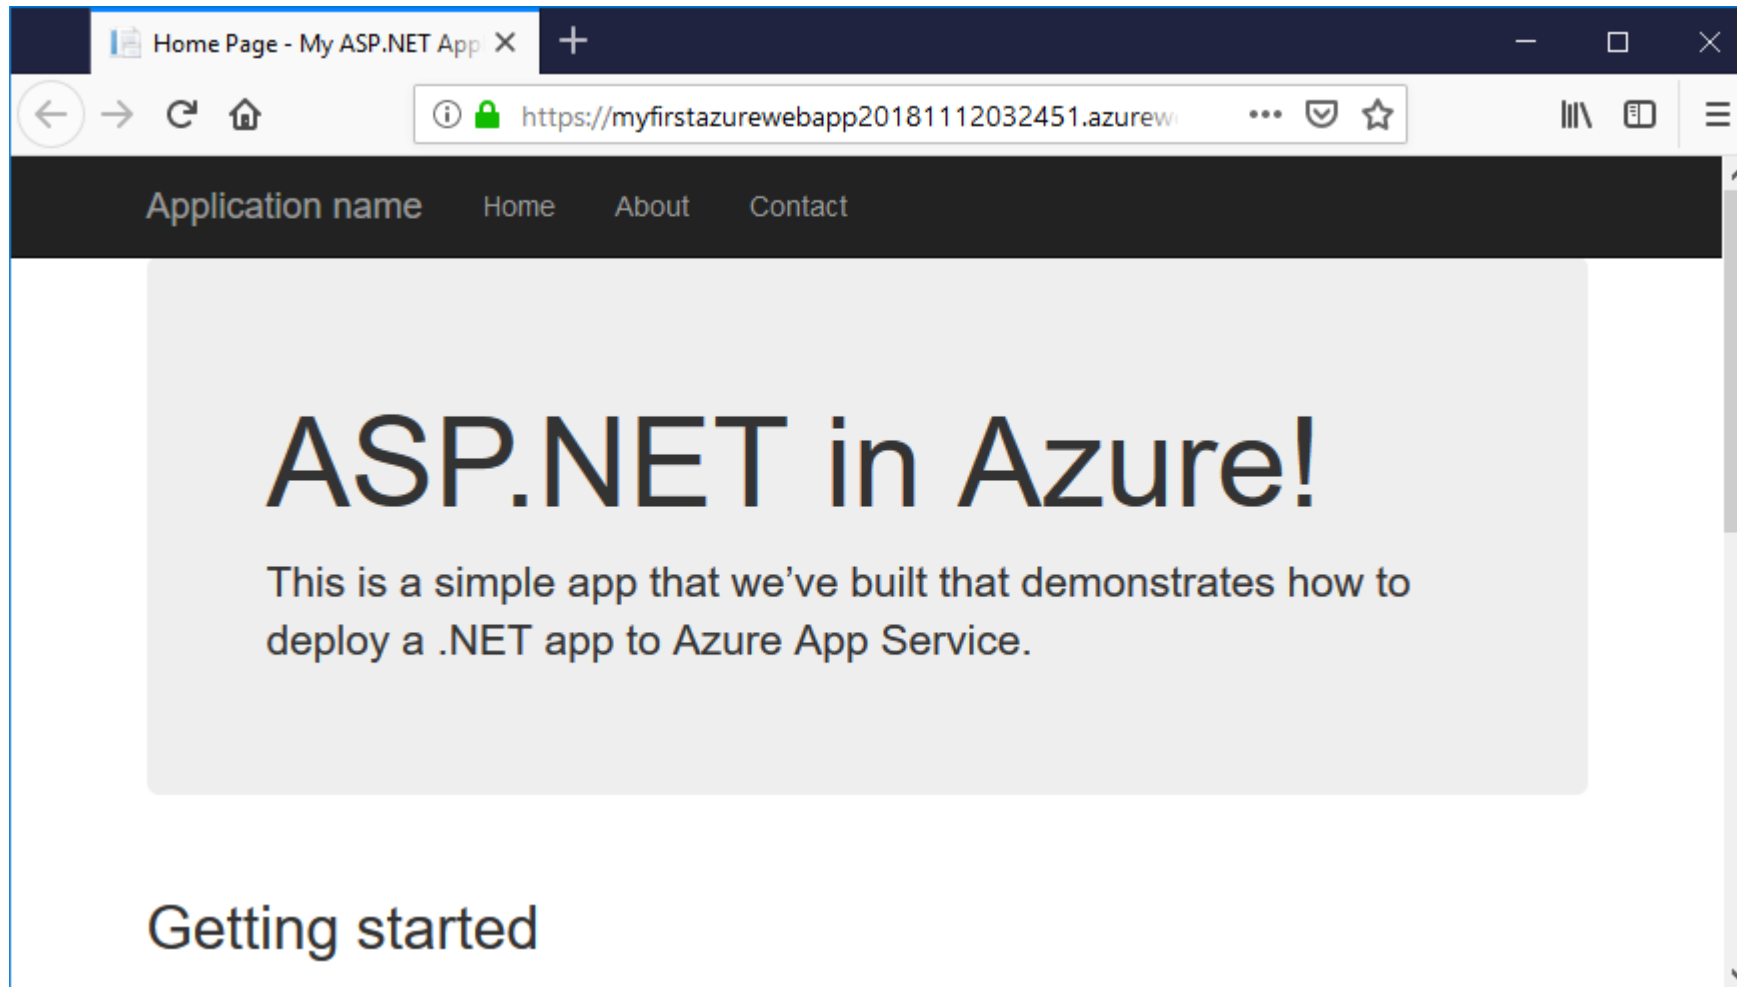 Home Page - My ASP.NET App
https://myfirstazurewebapp20181112032451.azurew
Application name Home About Contact
ASP.NET in Azure!
This is a simple app that we’ve built that demonstrates how to
deploy a .NET app to Azure App Service.
Getting started